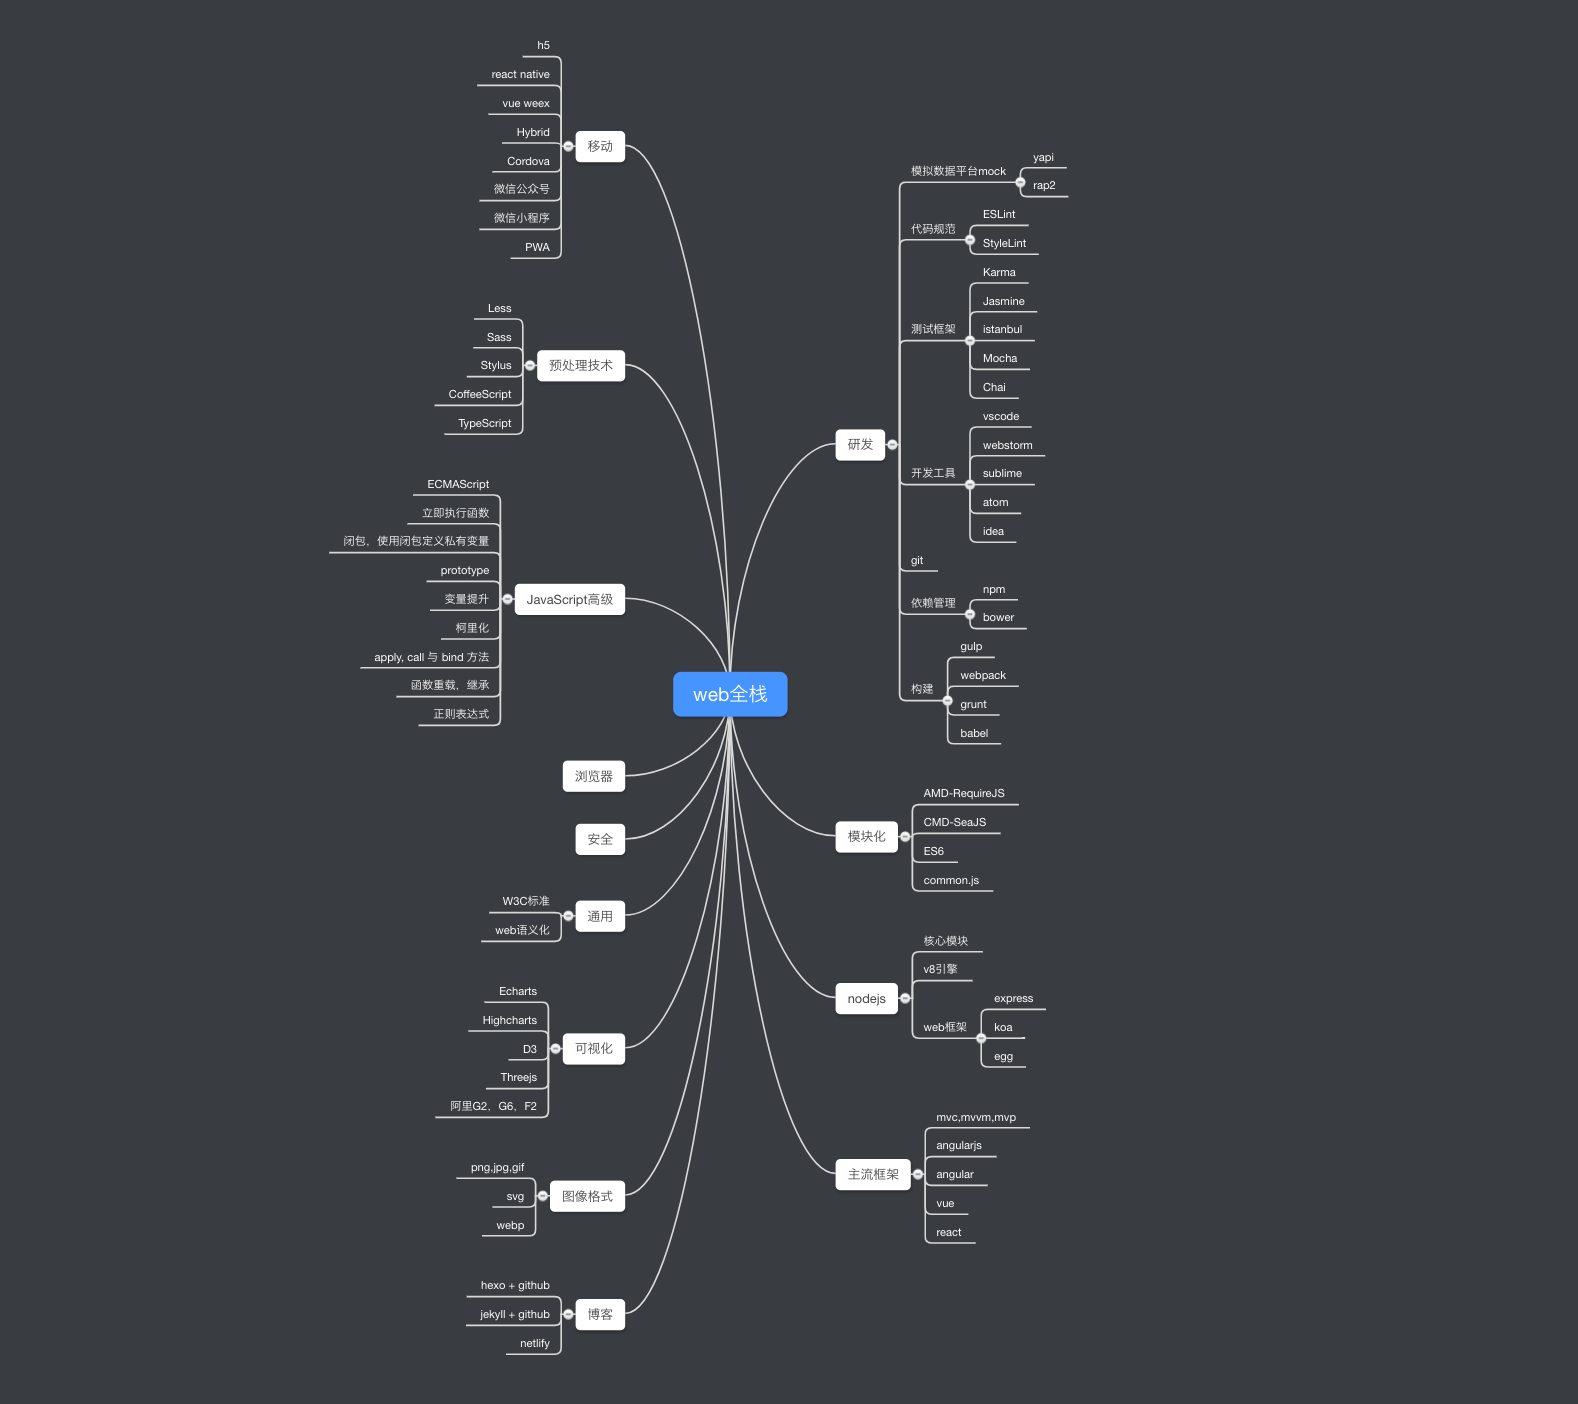 web全栈
移动
h5
react native
vue weex
Hybrid
Cordova
微信公众号
微信小程序
PWA
预处理技术
Less
Sass
Stylus
CoffeeScript
TypeScript
JavaScript高级
ECMAScript
立即执行函数
闭包，使用闭包定义私有变量
prototype
变量提升
柯里化
apply, call 与 bind 方法
函数重载，继承
正则表达式
浏览器
安全
通用
W3C标准
web语义化
可视化
Echarts
Highcharts
D3
Threejs
阿里G2，G6，F2
图像格式
png,jpg,gif
svg
webp
博客
hexo + github
jekyll + github
netlify
研发
模拟数据平台mock
yapi
rap2
代码规范
ESLint
StyleLint
测试框架
Karma
Jasmine
istanbul
Mocha
Chai
开发工具
vscode
webstorm
sublime
atom
idea
git
依赖管理
npm
bower
构建
gulp
webpack
grunt
babel
模块化
AMD-RequireJS
CMD-SeaJS
ES6
common.js
nodejs
核心模块
v8引擎
web框架
express
koa
egg
主流框架
mvc,mvvm,mvp
angularjs
angular
vue
react